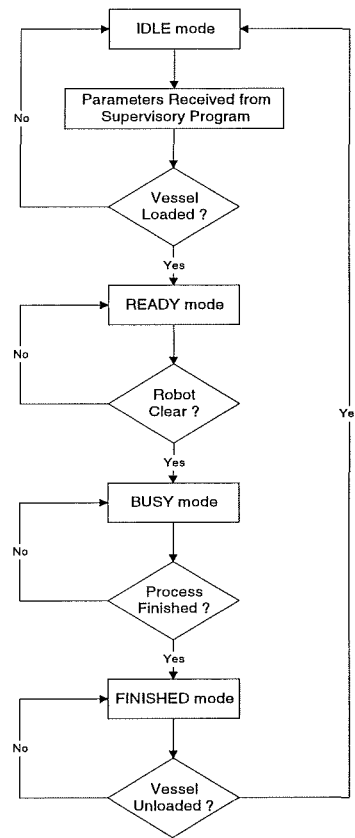 IDLE mode
Parameters Received from
Supervisory Program
No
Vessel
Loaded ?
Yes
READY mode
No
Robot
Clear ?
Ye
Yes
BUSY mode
No
Process
Finished ?
Yes
FINISHED mode
No
Vessel
Unloaded ?